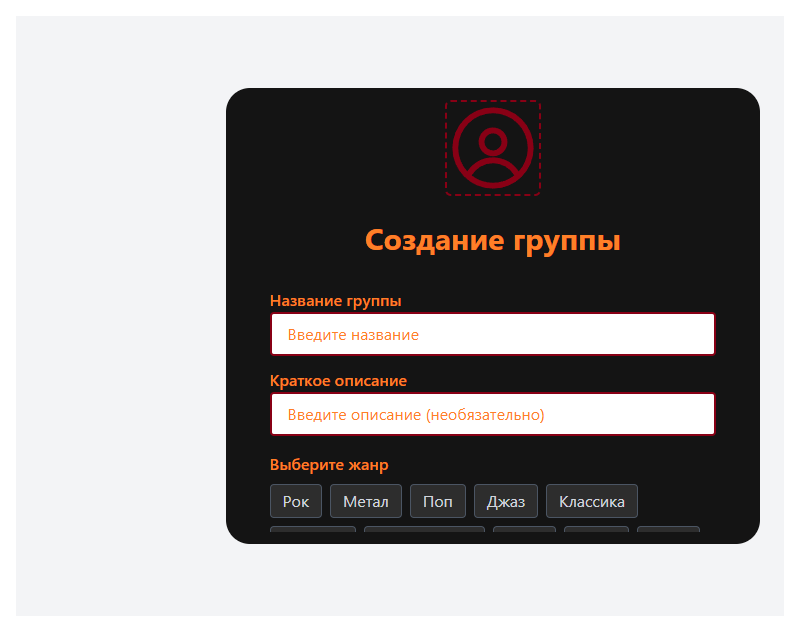 Создание группы
Название группы
Введите название
Краткое описание
Введите описание (необязательно)
Выберите жанр
Рок Метал Поп Джаз Классика